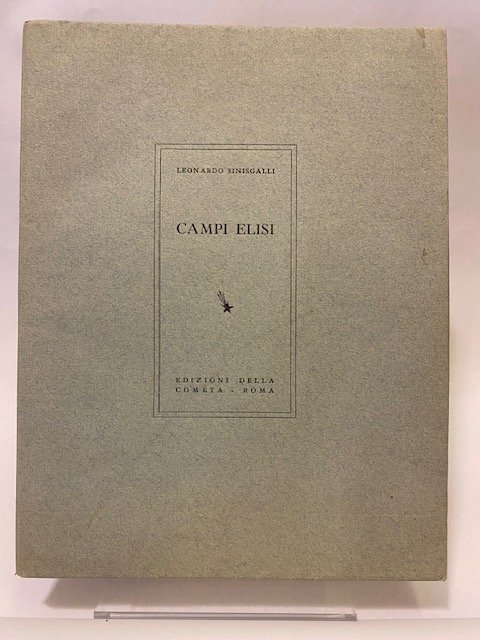 LEONARDO SINISGALLI
CAMPI ELISI
EDIZIONI DELLA
COMETA - ROMA